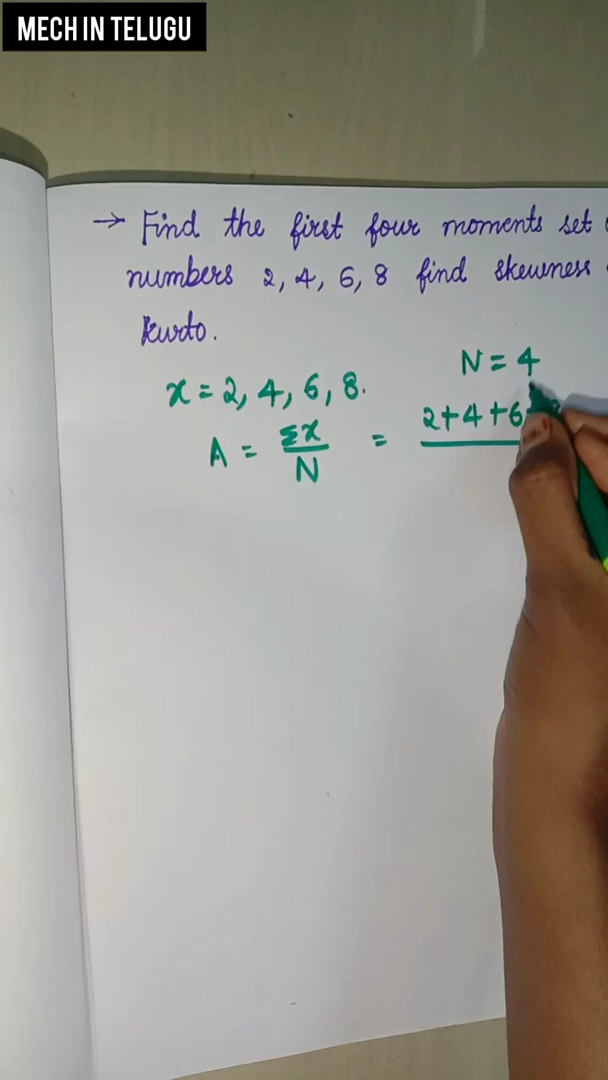 MECH IN TELUGU
→ Find the first four moments set
numbers 2, 4, 6, 8 find skewness
kurto.
N = 4
x = 2, 4, 6, 8.
A = Σx / N = 2+4+6